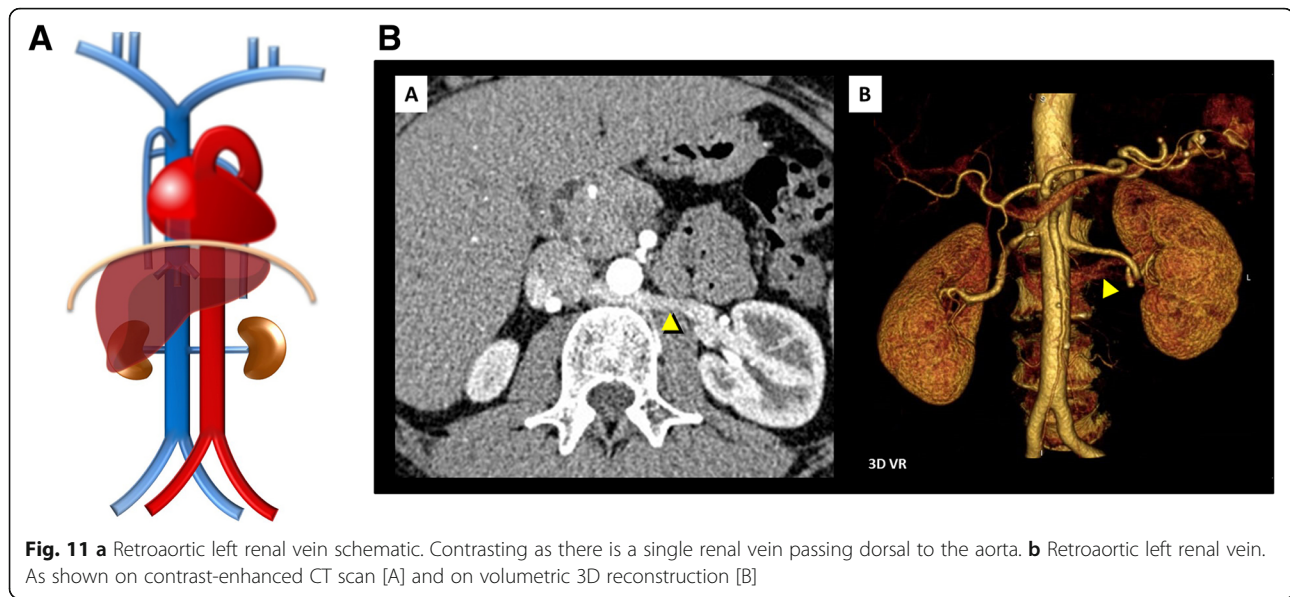 A
B
A
B
S
L
3D VR
Fig. 11 a Retroaortic left renal vein schematic. Contrasting as there is a single renal vein passing dorsal to the aorta. b Retroaortic left renal vein.
As shown on contrast-enhanced CT scan [A] and on volumetric 3D reconstruction [B]